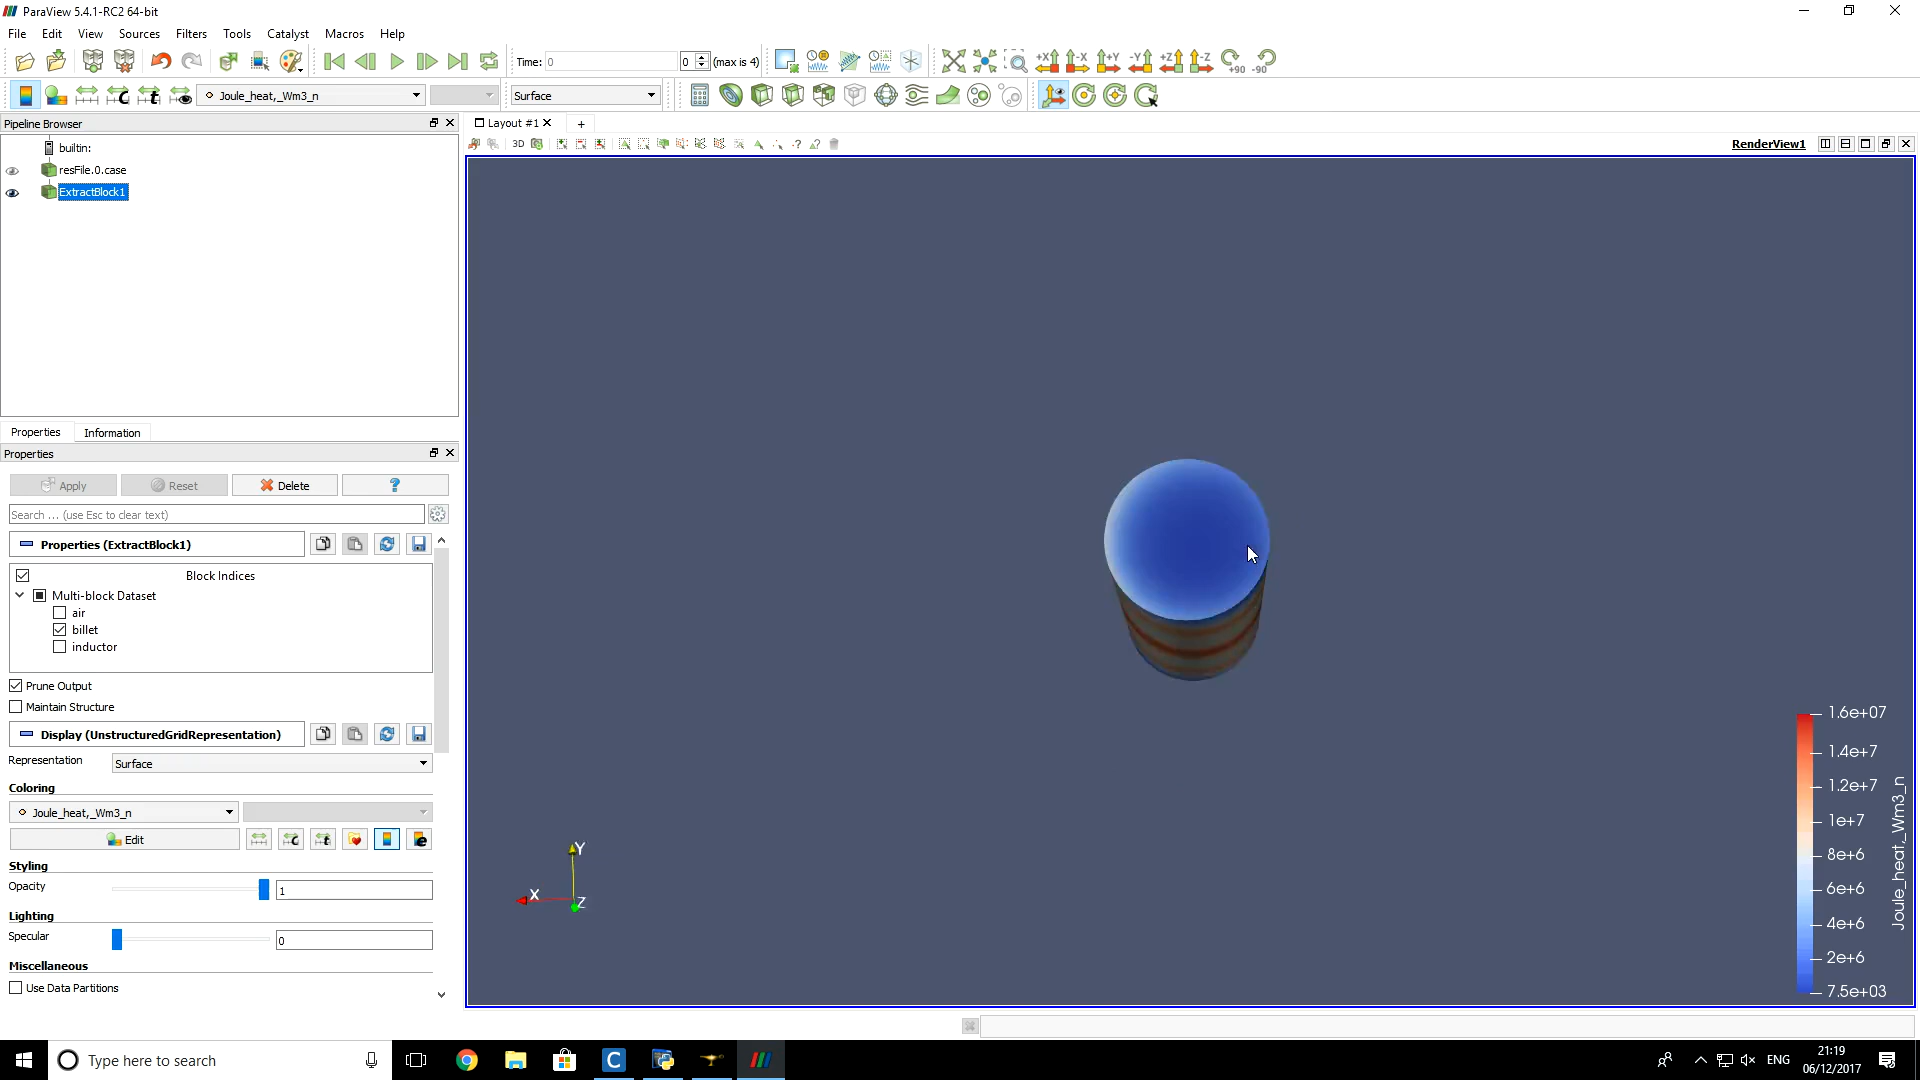 ParaView 5.4.1-RC2 64-bit
File Edit View Sources Filters Tools Catalyst Macros Help
Time: 0 0 (max is 4) +X -X +Y -Y +Z -Z +90 -90
Joule_heat,_Wm3_n Surface
Pipeline Browser
Layout #1 +
builtin:
3D RenderView1
resFile.0.case
ExtractBlock1
Properties Information
Properties
Apply Reset Delete ?
Search ... (use Esc to clear text)
Properties (ExtractBlock1)
Block Indices
Multi-block Dataset
air
billet
inductor
Prune Output
Maintain Structure
Display (UnstructuredGridRepresentation)
Representation Surface
Coloring
Joule_heat,_Wm3_n
Edit
Styling
Opacity 1
Lighting
Specular 0
Miscellaneous
Use Data Partitions
Y
X
Z
1.6e+07
1.4e+7
1.2e+7
1e+7
8e+6
6e+6
4e+6
2e+6
7.5e+03
Joule_heat,_Wm3_n
Type here to search
ENG
21:19
06/12/2017